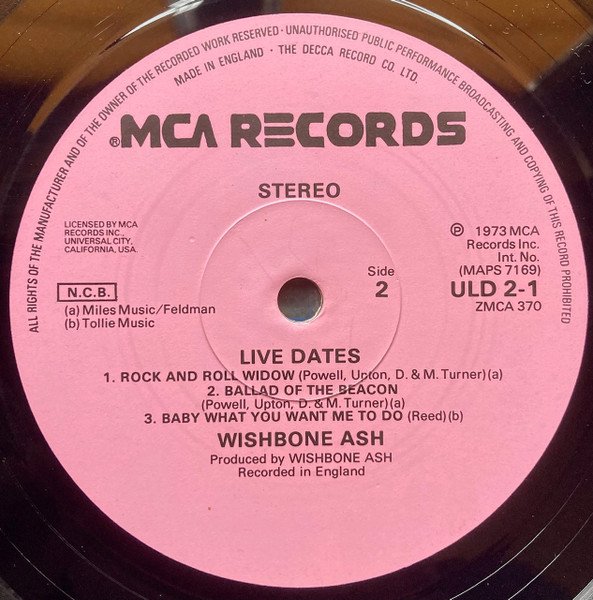 ALL RIGHTS OF THE MANUFACTURER AND OF THE OWNER OF THE RECORDED WORK RESERVED · UNAUTHORISED PUBLIC PERFORMANCE BROADCASTING AND COPYING OF THIS RECORD PROHIBITED
MADE IN ENGLAND · THE DECCA RECORD CO. LTD.
®MCA RECORDS
STEREO
LICENSED BY MCA
RECORDS INC.,
UNIVERSAL CITY,
CALIFORNIA, USA.
℗ 1973 MCA
Records Inc.
Int. No.
(MAPS 7169)
Side
2
ULD 2-1
ZMCA 370
N.C.B.
(a) Miles Music/Feldman
(b) Tollie Music
LIVE DATES
1. ROCK AND ROLL WIDOW (Powell, Upton, D. & M. Turner)(a)
2. BALLAD OF THE BEACON
(Powell, Upton, D. & M. Turner)(a)
3. BABY WHAT YOU WANT ME TO DO (Reed)(b)
WISHBONE ASH
Produced by WISHBONE ASH
Recorded in England